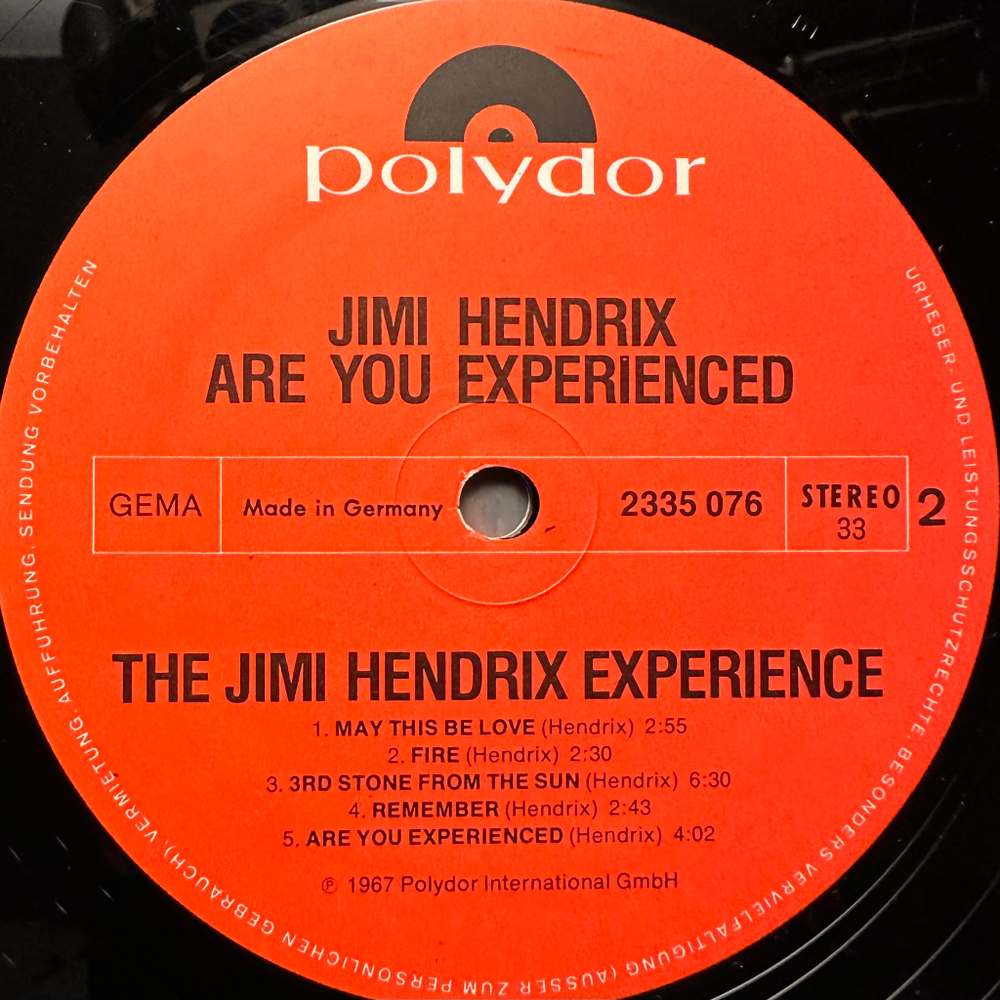 polydor
JIMI HENDRIX
ARE YOU EXPERIENCED
GEMA
Made in Germany
2335 076
STEREO
33
2
THE JIMI HENDRIX EXPERIENCE
1. MAY THIS BE LOVE (Hendrix) 2:55
2. FIRE (Hendrix) 2:30
3. 3RD STONE FROM THE SUN (Hendrix) 6:30
4. REMEMBER (Hendrix) 2:43
5. ARE YOU EXPERIENCED (Hendrix) 4:02
℗ 1967 Polydor International GmbH
URHEBER- UND LEISTUNGSSCHUTZRECHTE, BESONDERS VERVIELFÄLTIGUNG (AUSSER ZUM PERSÖNLICHEN GEBRAUCH), VERMIETUNG, AUFFÜHRUNG, SENDUNG VORBEHALTEN